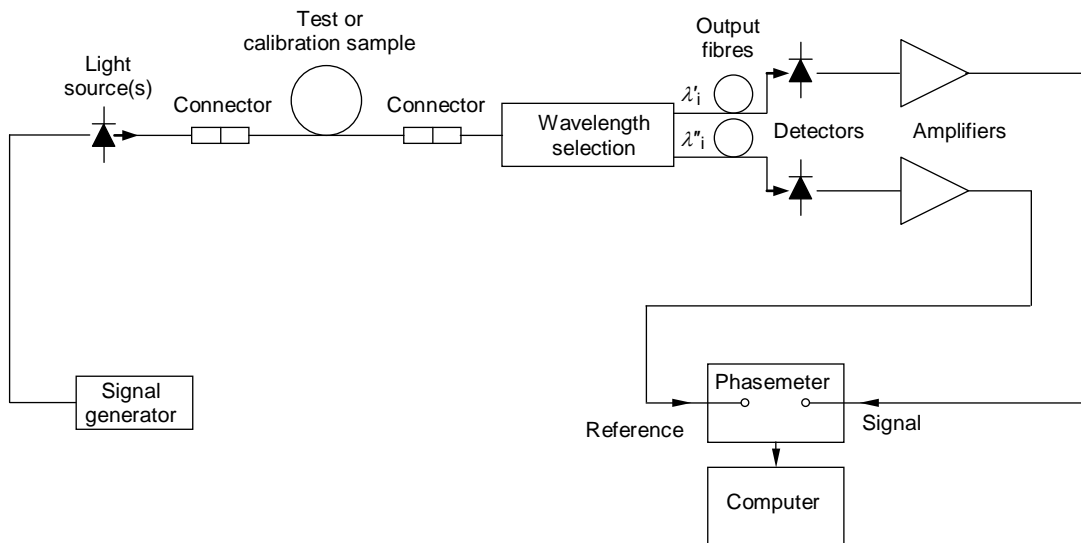 Test or
calibration sample
Output
fibres
Light
source(s)
Connector
Connector
Wavelength
selection
λ'i
λ"i
Detectors
Amplifiers
Signal
generator
Phasemeter
Reference
Signal
Computer